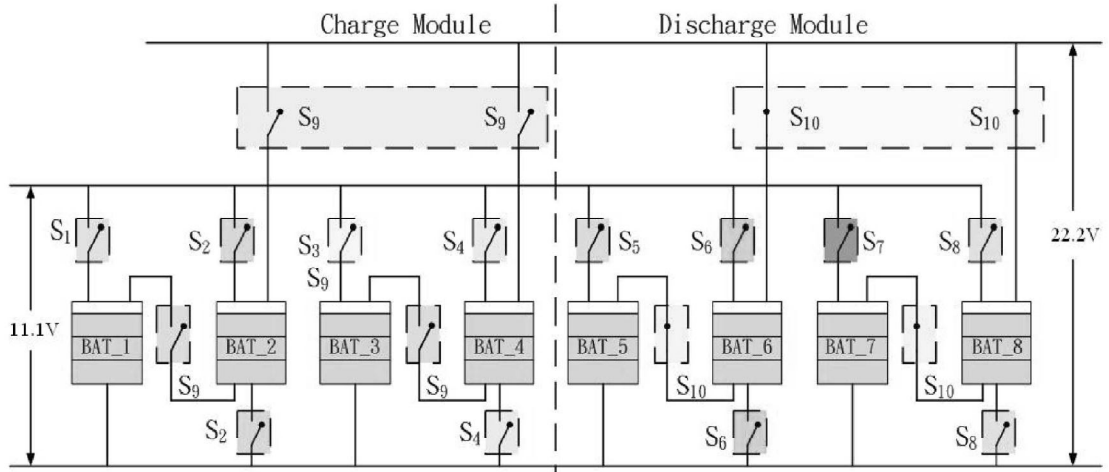 Charge Module Discharge Module
S9 S9 S10 S10
S1 S2 S3 S4 S5 S6 S7 S8
22.2V
S9
11.1V
BAT_1 BAT_2 BAT_3 BAT_4 BAT_5 BAT_6 BAT_7 BAT_8
S9 S9 S10 S10
S2 S4 S6 S8